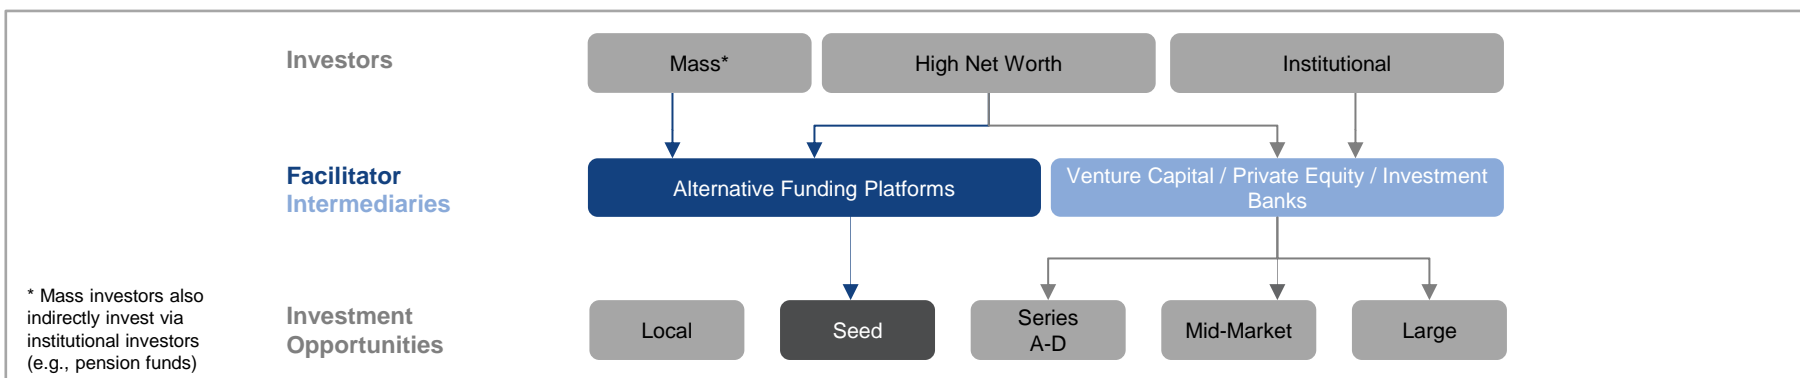 Investors
Mass*
High Net Worth
Institutional
Facilitator
Intermediaries
Alternative Funding Platforms
Venture Capital / Private Equity / Investment
Banks
* Mass investors also
indirectly invest via
institutional investors
(e.g., pension funds)
Investment
Opportunities
Local
Seed
Series
A-D
Mid-Market
Large